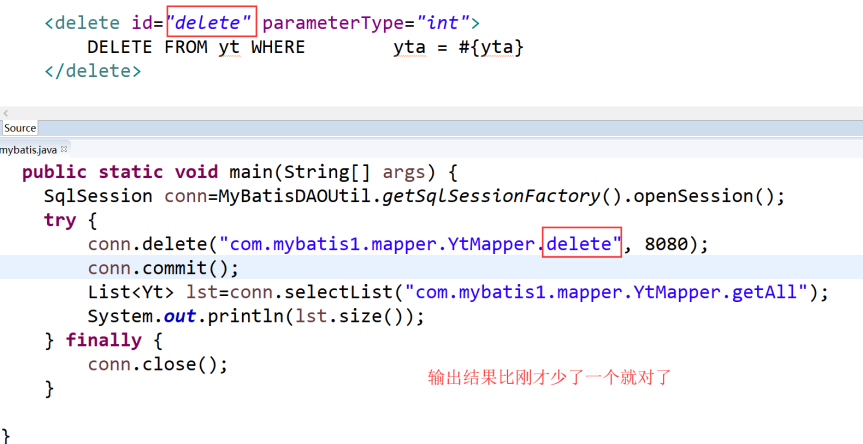 <delete id="delete" parameterType="int">
DELETE FROM yt WHERE yta = #{yta}
</delete>
Source
mybatis.java
public static void main(String[] args) {
SqlSession conn=MyBatisDAOUtil.getSqlSessionFactory().openSession();
try {
conn.delete("com.mybatis1.mapper.YtMapper.delete", 8080);
conn.commit();
List<Yt> lst=conn.selectList("com.mybatis1.mapper.YtMapper.getAll");
System.out.println(lst.size());
} finally {
conn.close();
输出结果比刚才少了一个就对了
}
}